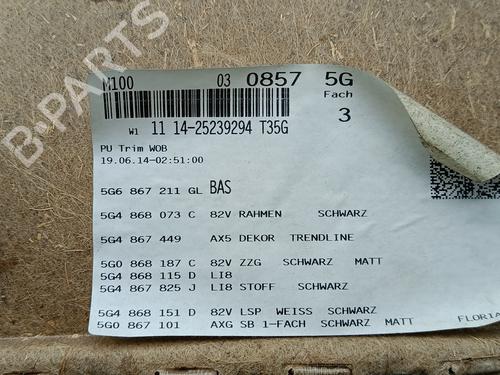 B-PARTS
M100 03 0857 5G
Fach
3
W1 11 14-25239294 T35G
PU Trim WOB
19.06.14-02:51:00
5G6 867 211 GL BAS
5G4 868 073 C 82V RAHMEN SCHWARZ
5G4 867 449 AX5 DEKOR TRENDLINE
5G0 868 187 C 82V ZZG SCHWARZ MATT
5G4 868 115 D LI8
5G4 867 825 J LI8 STOFF SCHWARZ
5G4 868 151 D 82V LSP WEISS SCHWARZ
5G0 867 101 AXG SB 1-FACH SCHWARZ MATT FLORIA